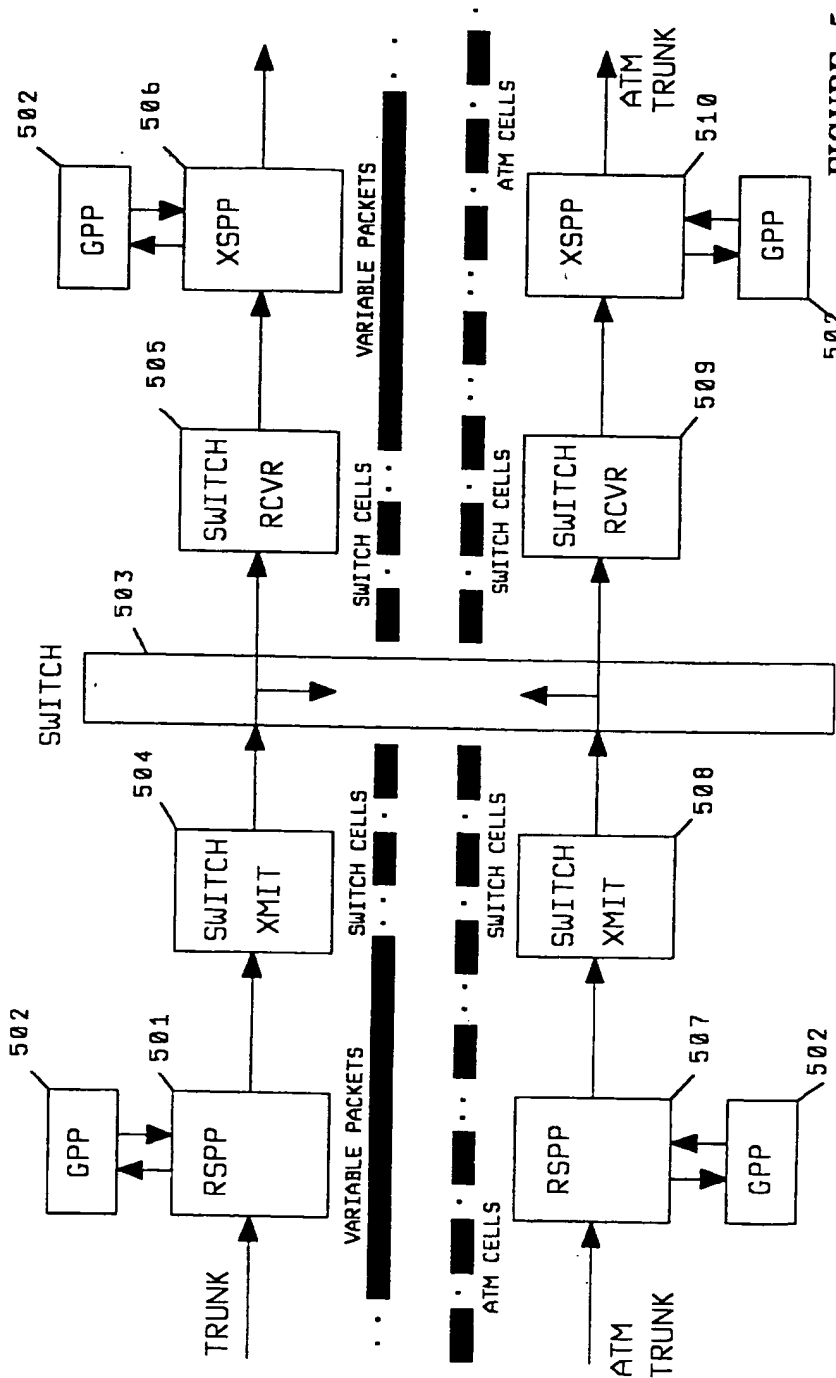 502
GPP
RSPP
501
TRUNK
504
SWITCH
XMIT
SWITCH
503
505
SWITCH
RCVR
502
GPP
506
XSPP
VARIABLE PACKETS
SWITCH CELLS
SWITCH CELLS
VARIABLE PACKETS
ATM CELLS
SWITCH CELLS
SWITCH CELLS
ATM CELLS
ATM
TRUNK
RSPP
507
GPP
502
SWITCH
XMIT
508
SWITCH
RCVR
509
XSPP
510
ATM
TRUNK
GPP